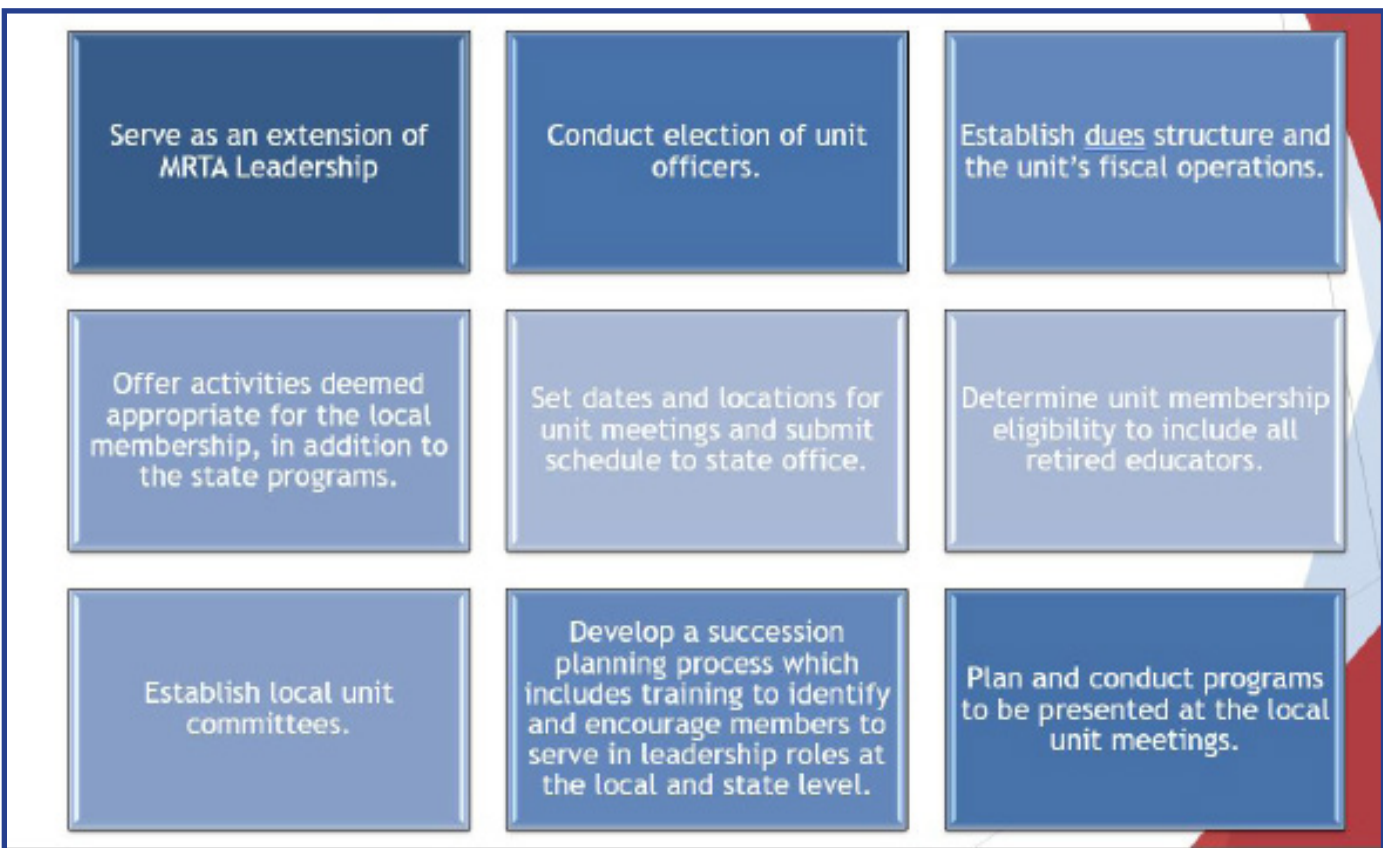 Serve as an extension of
MRTA Leadership
Conduct election of unit
officers.
Establish dues structure and
the unit's fiscal operations.
Offer activities deemed
appropriate for the local
membership, in addition to
the state programs.
Set dates and locations for
unit meetings and submit
schedule to state office.
Determine unit membership
eligibility to include all
retired educators.
Establish local unit
committees.
Develop a succession
planning process which
includes training to identify
and encourage members to
serve in leadership roles at
the local and state level.
Plan and conduct programs
to be presented at the local
unit meetings.